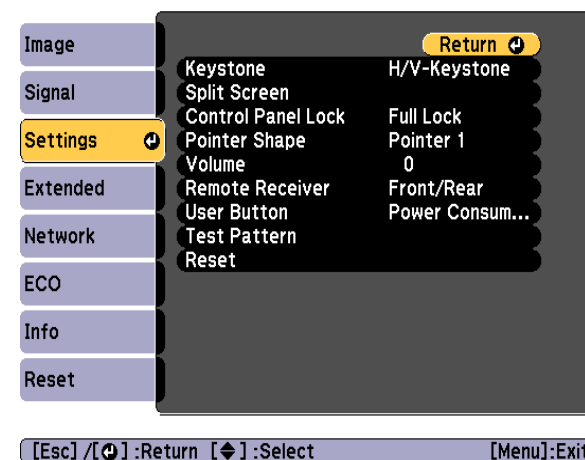 Image
Signal
Settings
Extended
Network
ECO
Info
Reset
Return
Keystone H/V-Keystone
Split Screen
Control Panel Lock Full Lock
Pointer Shape Pointer 1
Volume 0
Remote Receiver Front/Rear
User Button Power Consum...
Test Pattern
Reset
[Esc] /[ ] :Return [ ] :Select [Menu]:Exit